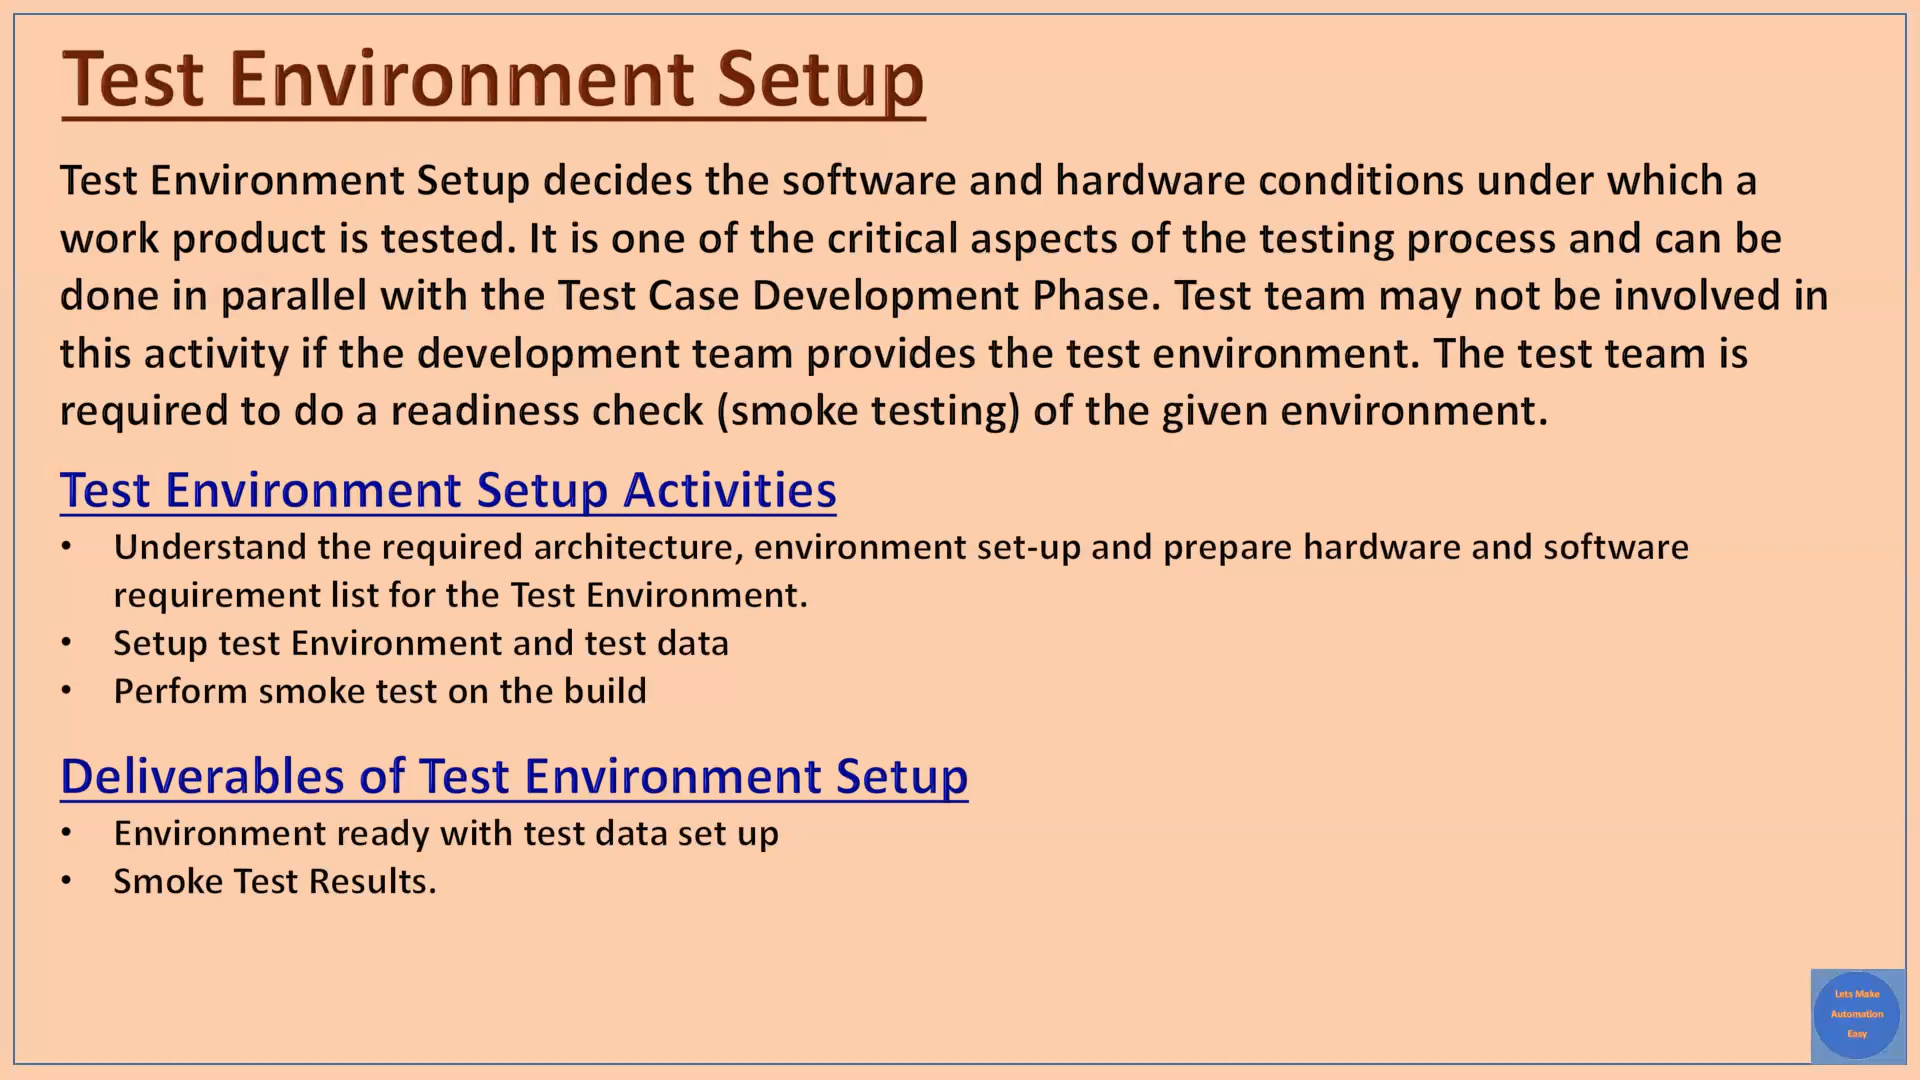 Test Environment Setup
Test Environment Setup decides the software and hardware conditions under which a
work product is tested. It is one of the critical aspects of the testing process and can be
done in parallel with the Test Case Development Phase. Test team may not be involved in
this activity if the development team provides the test environment. The test team is
required to do a readiness check (smoke testing) of the given environment.
Test Environment Setup Activities
• Understand the required architecture, environment set-up and prepare hardware and software
requirement list for the Test Environment.
• Setup test Environment and test data
• Perform smoke test on the build
Deliverables of Test Environment Setup
• Environment ready with test data set up
• Smoke Test Results.
Lets Make
Automation
Easy